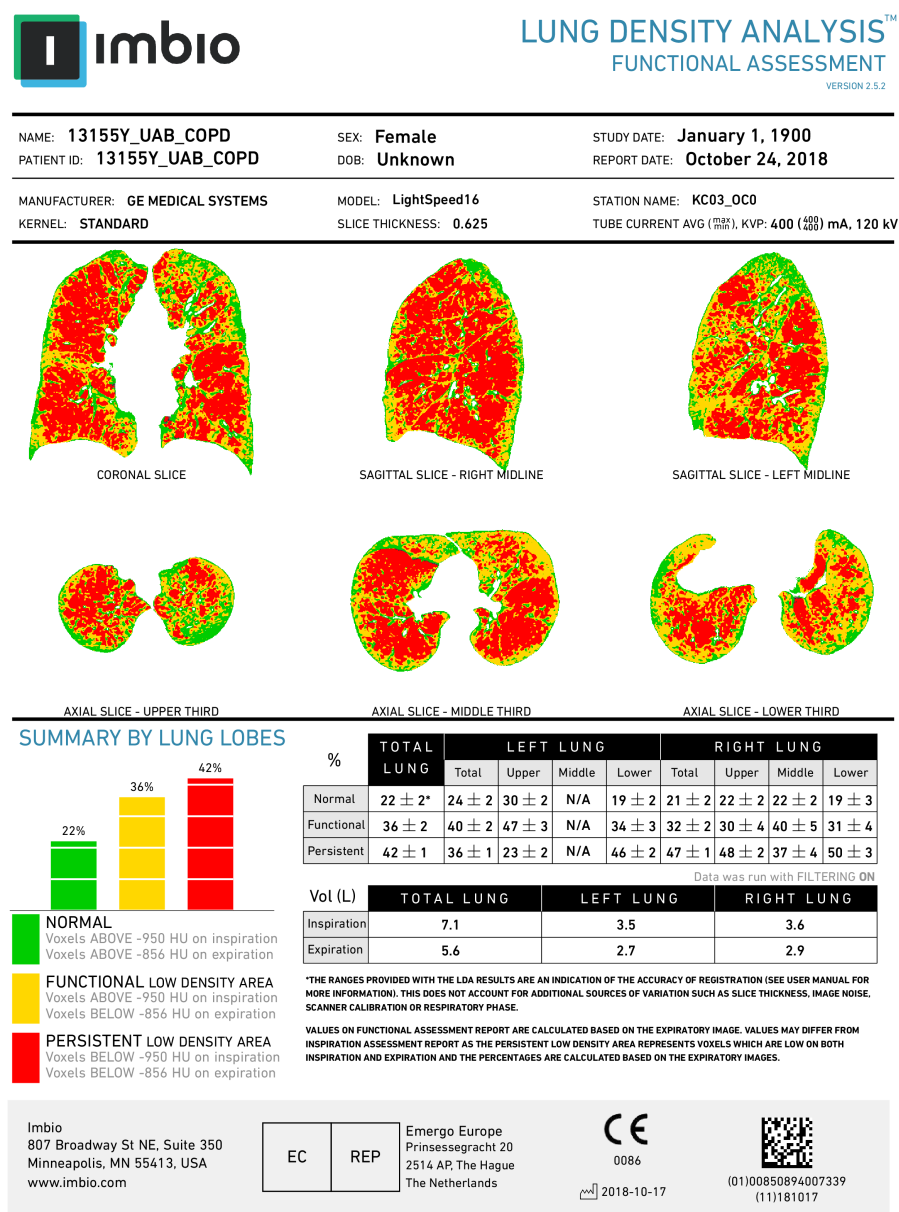 imbio
LUNG DENSITY ANALYSIS™
FUNCTIONAL ASSESSMENT
VERSION 2.5.2
NAME: 13155Y_UAB_COPD
SEX: Female
STUDY DATE: January 1, 1900
PATIENT ID: 13155Y_UAB_COPD
DOB: Unknown
REPORT DATE: October 24, 2018
MANUFACTURER: GE MEDICAL SYSTEMS
MODEL: LightSpeed16
STATION NAME: KC03_OC0
KERNEL: STANDARD
SLICE THICKNESS: 0.625
TUBE CURRENT AVG (max min), KVP: 400 (400 400) mA, 120 kV
CORONAL SLICE
SAGITTAL SLICE - RIGHT MIDLINE
SAGITTAL SLICE - LEFT MIDLINE
AXIAL SLICE - UPPER THIRD
AXIAL SLICE - MIDDLE THIRD
AXIAL SLICE - LOWER THIRD
SUMMARY BY LUNG LOBES
22%
36%
42%
NORMAL
Voxels ABOVE -950 HU on inspiration
Voxels ABOVE -856 HU on expiration
FUNCTIONAL LOW DENSITY AREA
Voxels ABOVE -950 HU on inspiration
Voxels BELOW -856 HU on expiration
PERSISTENT LOW DENSITY AREA
Voxels BELOW -950 HU on inspiration
Voxels BELOW -856 HU on expiration
% TOTAL LUNG LEFT LUNG RIGHT LUNG
Total Upper Middle Lower Total Upper Middle Lower
Normal 22 ± 2* 24 ± 2 30 ± 2 N/A 19 ± 2 21 ± 2 22 ± 2 22 ± 2 19 ± 3
Functional 36 ± 2 40 ± 2 47 ± 3 N/A 34 ± 3 32 ± 2 30 ± 4 40 ± 5 31 ± 4
Persistent 42 ± 1 36 ± 1 23 ± 2 N/A 46 ± 2 47 ± 1 48 ± 2 37 ± 4 50 ± 3
Data was run with FILTERING ON
Vol (L) TOTAL LUNG LEFT LUNG RIGHT LUNG
Inspiration 7.1 3.5 3.6
Expiration 5.6 2.7 2.9
*THE RANGES PROVIDED WITH THE LDA RESULTS ARE AN INDICATION OF THE ACCURACY OF REGISTRATION (SEE USER MANUAL FOR
MORE INFORMATION). THIS DOES NOT ACCOUNT FOR ADDITIONAL SOURCES OF VARIATION SUCH AS SLICE THICKNESS, IMAGE NOISE,
SCANNER CALIBRATION OR RESPIRATORY PHASE.
VALUES ON FUNCTIONAL ASSESSMENT REPORT ARE CALCULATED BASED ON THE EXPIRATORY IMAGE. VALUES MAY DIFFER FROM
INSPIRATION ASSESSMENT REPORT AS THE PERSISTENT LOW DENSITY AREA REPRESENTS VOXELS WHICH ARE LOW ON BOTH
INSPIRATION AND EXPIRATION AND THE PERCENTAGES ARE CALCULATED BASED ON THE EXPIRATORY IMAGES.
Imbio
807 Broadway St NE, Suite 350
Minneapolis, MN 55413, USA
www.imbio.com
EC REP
Emergo Europe
Prinsessegracht 20
2514 AP, The Hague
The Netherlands
CE
0086
2018-10-17
(01)00850894007339
(11)181017